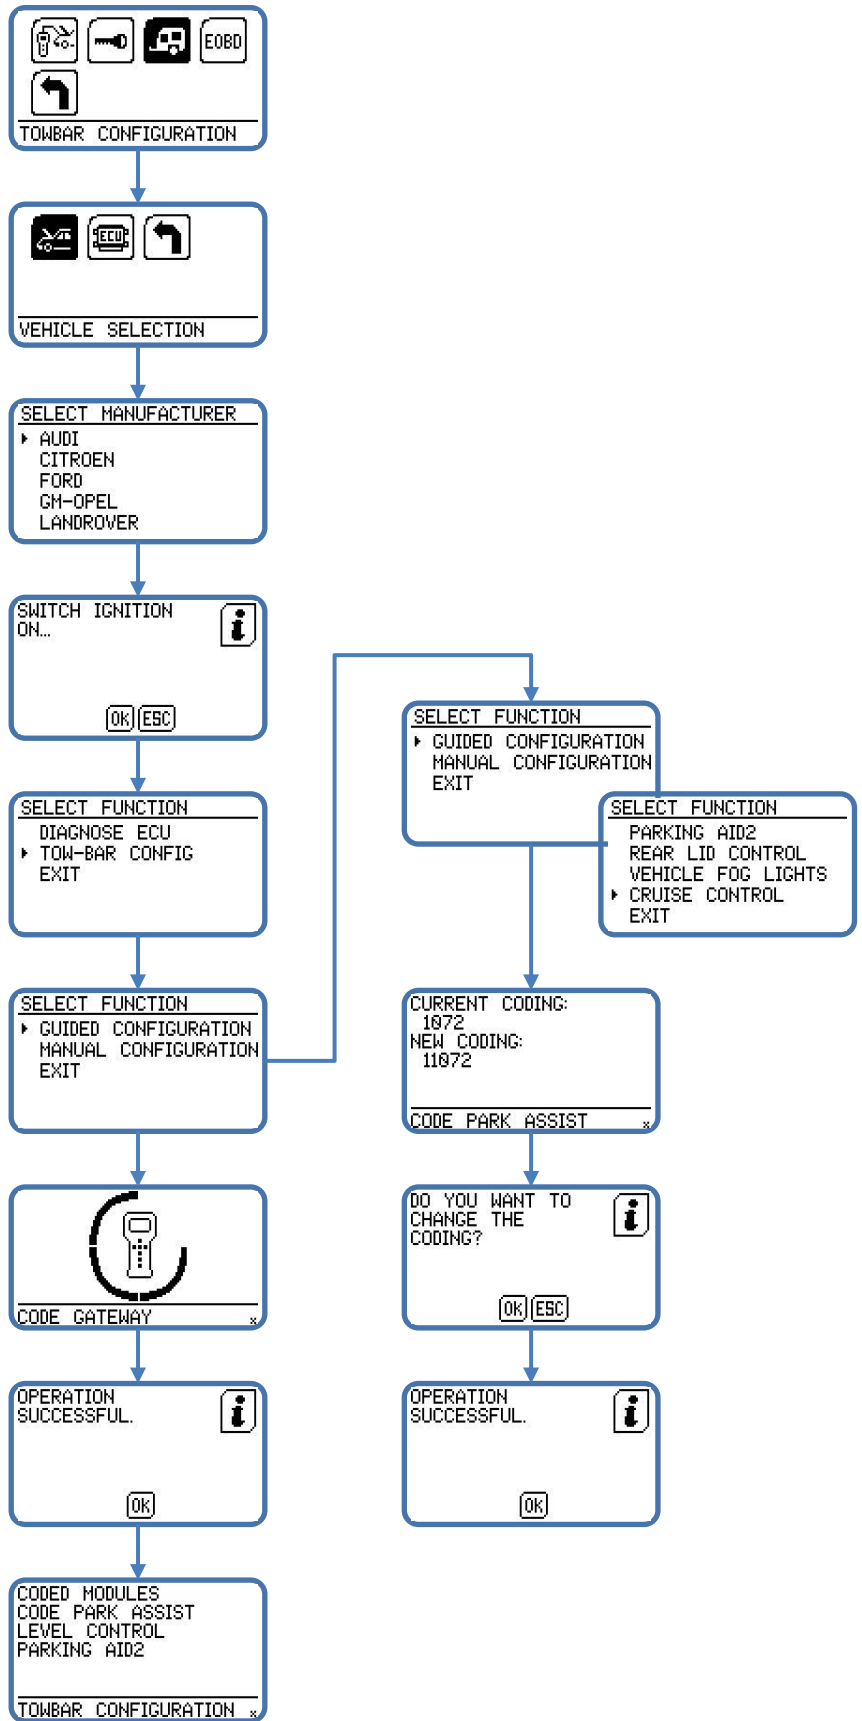 EOBD
TOWBAR CONFIGURATION
ECU
VEHICLE SELECTION
SELECT MANUFACTURER
AUDI
CITROEN
FORD
GM-OPEL
LANDROVER
SWITCH IGNITION
ON...
i
OK ESC
SELECT FUNCTION
DIAGNOSE ECU
TOW-BAR CONFIG
EXIT
SELECT FUNCTION
GUIDED CONFIGURATION
MANUAL CONFIGURATION
EXIT
CODE GATEWAY x
OPERATION
SUCCESSFUL.
i
OK
CODED MODULES
CODE PARK ASSIST
LEVEL CONTROL
PARKING AID2
TOWBAR CONFIGURATION x
SELECT FUNCTION
GUIDED CONFIGURATION
MANUAL CONFIGURATION
EXIT
SELECT FUNCTION
PARKING AID2
REAR LID CONTROL
VEHICLE FOG LIGHTS
CRUISE CONTROL
EXIT
CURRENT CODING:
1072
NEW CODING:
11072
CODE PARK ASSIST x
DO YOU WANT TO
CHANGE THE
CODING?
i
OK ESC
OPERATION
SUCCESSFUL.
i
OK